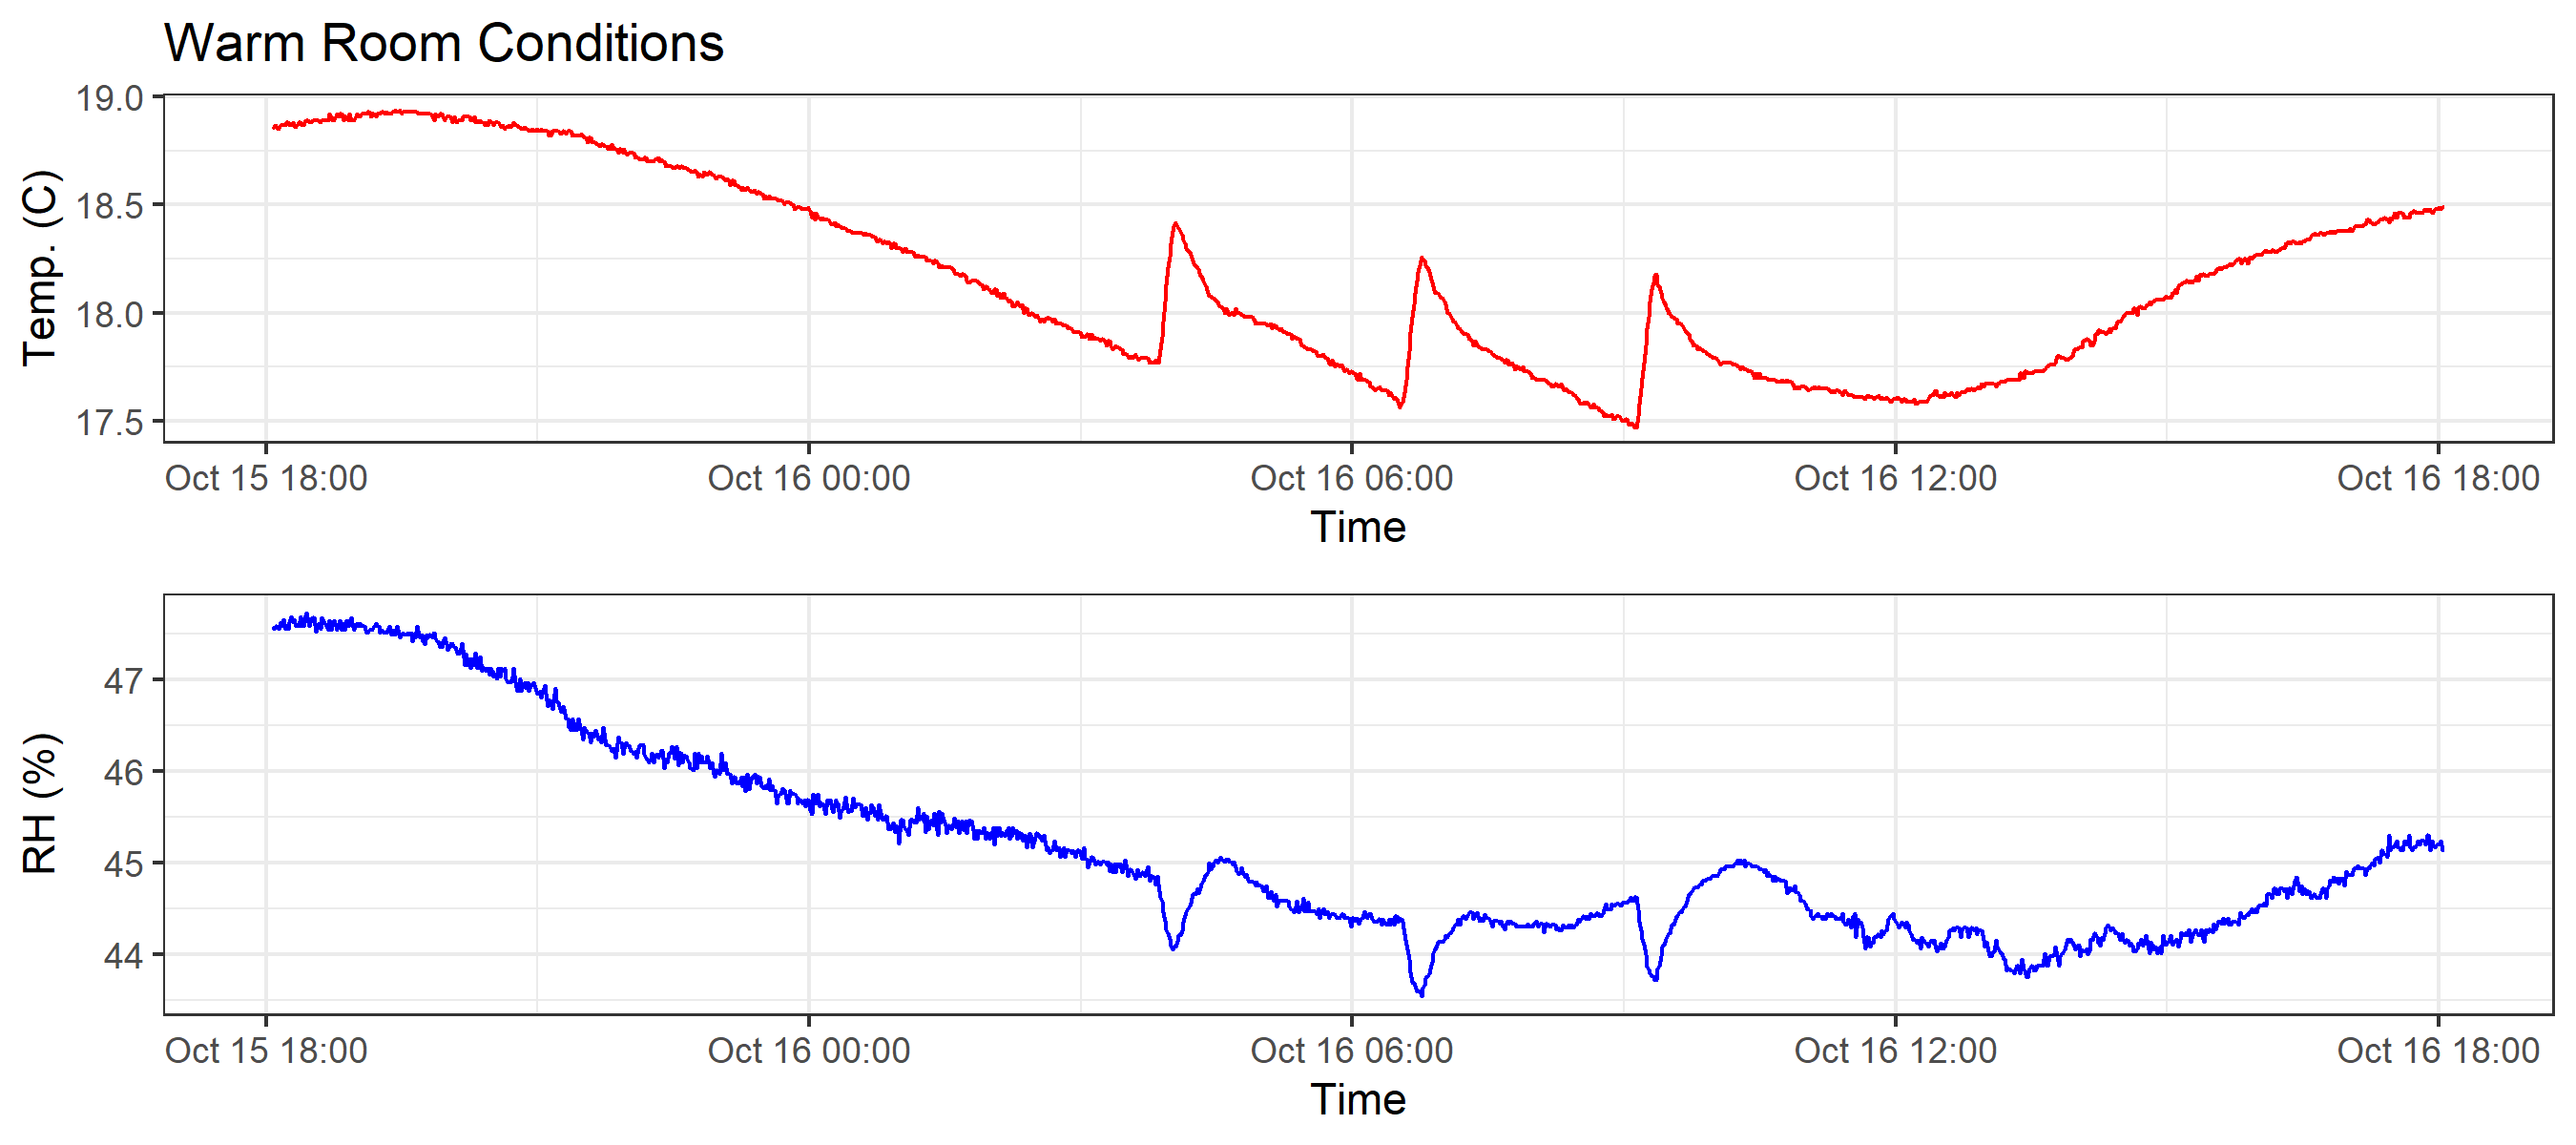 Warm Room Conditions
Temp. (C)
19.0
18.5
18.0
17.5
Oct 15 18:00 Oct 16 00:00 Oct 16 06:00 Oct 16 12:00 Oct 16 18:00
Time
RH (%)
47
46
45
44
Oct 15 18:00 Oct 16 00:00 Oct 16 06:00 Oct 16 12:00 Oct 16 18:00
Time